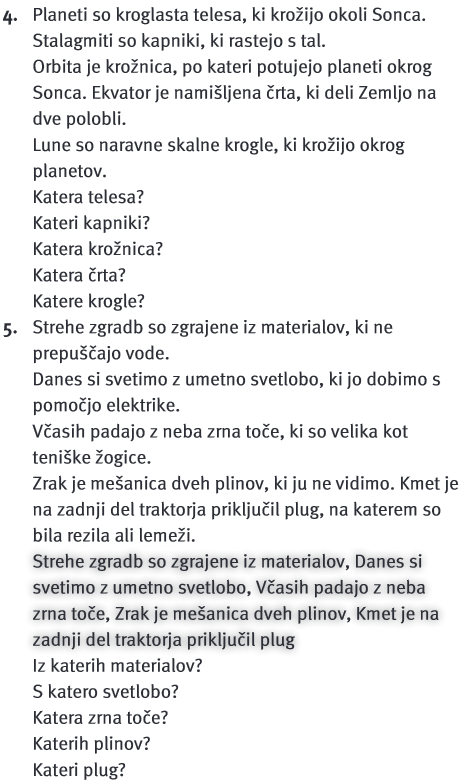 4. Planeti so kroglasta telesa, ki krožijo okoli Sonca.
Stalagmiti so kapniki, ki rastejo s tal.
Orbita je krožnica, po kateri potujejo planeti okrog
Sonca. Ekvator je namišljena črta, ki deli Zemljo na
dve polobli.
Lune so naravne skalne krogle, ki krožijo okrog
planetov.
Katera telesa?
Kateri kapniki?
Katera krožnica?
Katera črta?
Katere krogle?
5. Strehe zgradb so zgrajene iz materialov, ki ne
prepuščajo vode.
Danes si svetimo z umetno svetlobo, ki jo dobimo s
pomočjo elektrike.
Včasih padajo z neba zrna toče, ki so velika kot
teniške žogice.
Zrak je mešanica dveh plinov, ki ju ne vidimo. Kmet je
na zadnji del traktorja priključil plug, na katerem so
bila rezila ali lemeži.
Strehe zgradb so zgrajene iz materialov, Danes si
svetimo z umetno svetlobo, Včasih padajo z neba
zrna toče, Zrak je mešanica dveh plinov, Kmet je na
zadnji del traktorja priključil plug
Iz katerih materialov?
S katero svetlobo?
Katera zrna toče?
Katerih plinov?
Kateri plug?